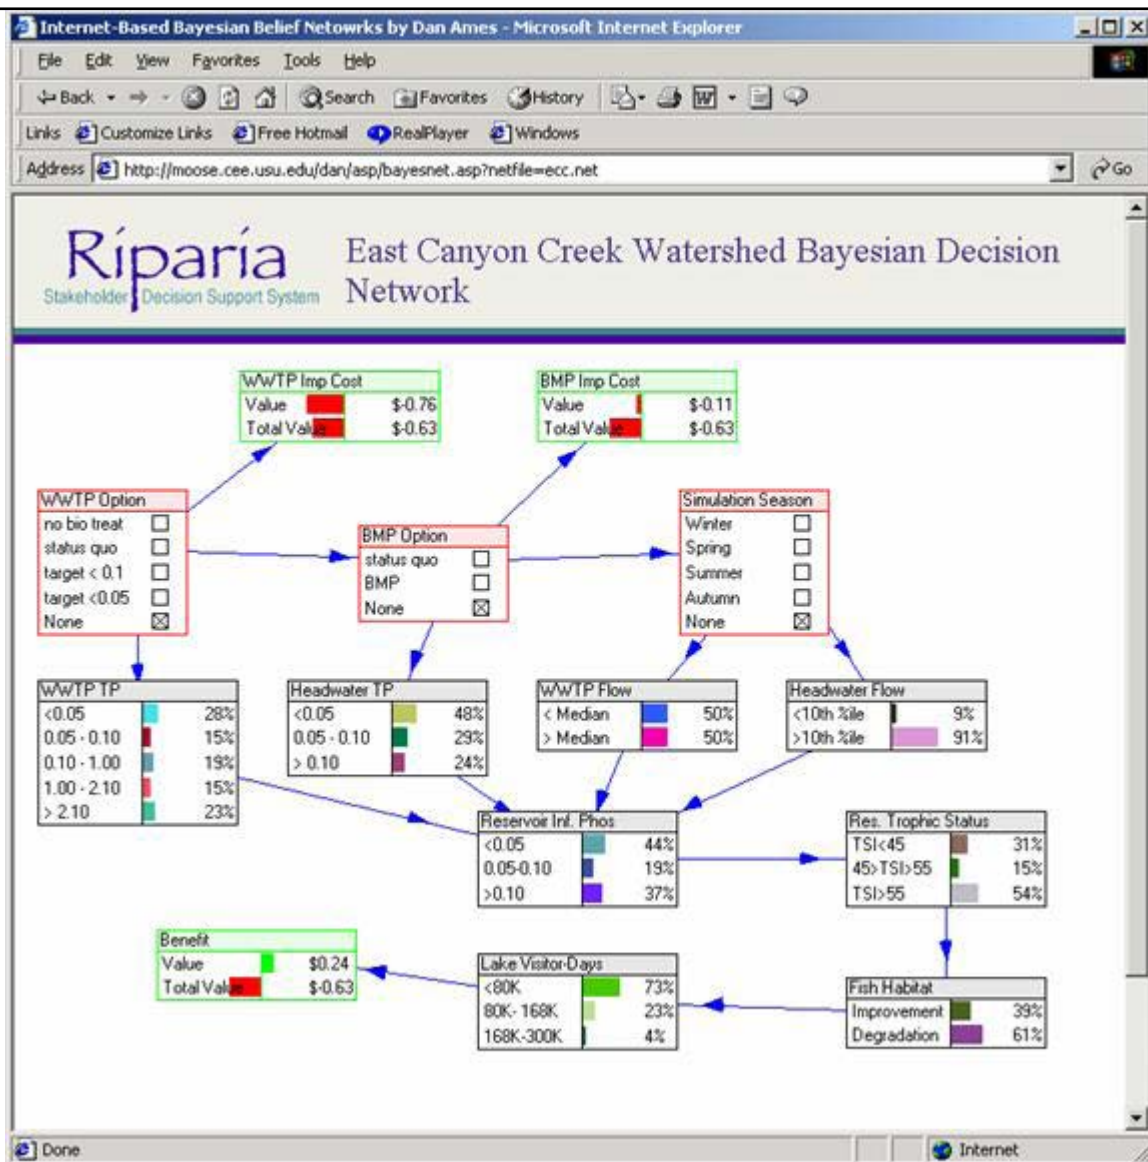 Internet-Based Bayesian Belief Netowrks by Dan Ames - Microsoft Internet Explorer
File Edit View Favorites Tools Help
Back Search Favorites History
Links Customize Links Free Hotmail RealPlayer Windows
Address http://moose.cee.usu.edu/dan/asp/bayesnet.asp?netfile=ecc.net Go
Riparia
Stakeholder Decision Support System
East Canyon Creek Watershed Bayesian Decision
Network
WWTP Imp Cost
Value $-0.76
Total Value $-0.63
BMP Imp Cost
Value $-0.11
Total Value $-0.63
WWTP Option
no bio treat
status quo
target < 0.1
target <0.05
None
BMP Option
status quo
BMP
None
Simulation Season
Winter
Spring
Summer
Autumn
None
WWTP TP
<0.05 28%
0.05 - 0.10 15%
0.10 - 1.00 19%
1.00 - 2.10 15%
> 2.10 23%
Headwater TP
<0.05 48%
0.05 - 0.10 29%
> 0.10 24%
WWTP Flow
< Median 50%
> Median 50%
Headwater Flow
<10th %ile 9%
>10th %ile 91%
Reservoir Inf. Phos
<0.05 44%
0.05-0.10 19%
>0.10 37%
Res. Trophic Status
TSI<45 31%
45>TSI>55 15%
TSI>55 54%
Benefit
Value $0.24
Total Value $-0.63
Lake Visitor-Days
<80K 73%
80K- 168K 23%
168K-300K 4%
Fish Habitat
Improvement 39%
Degradation 61%
Done Internet